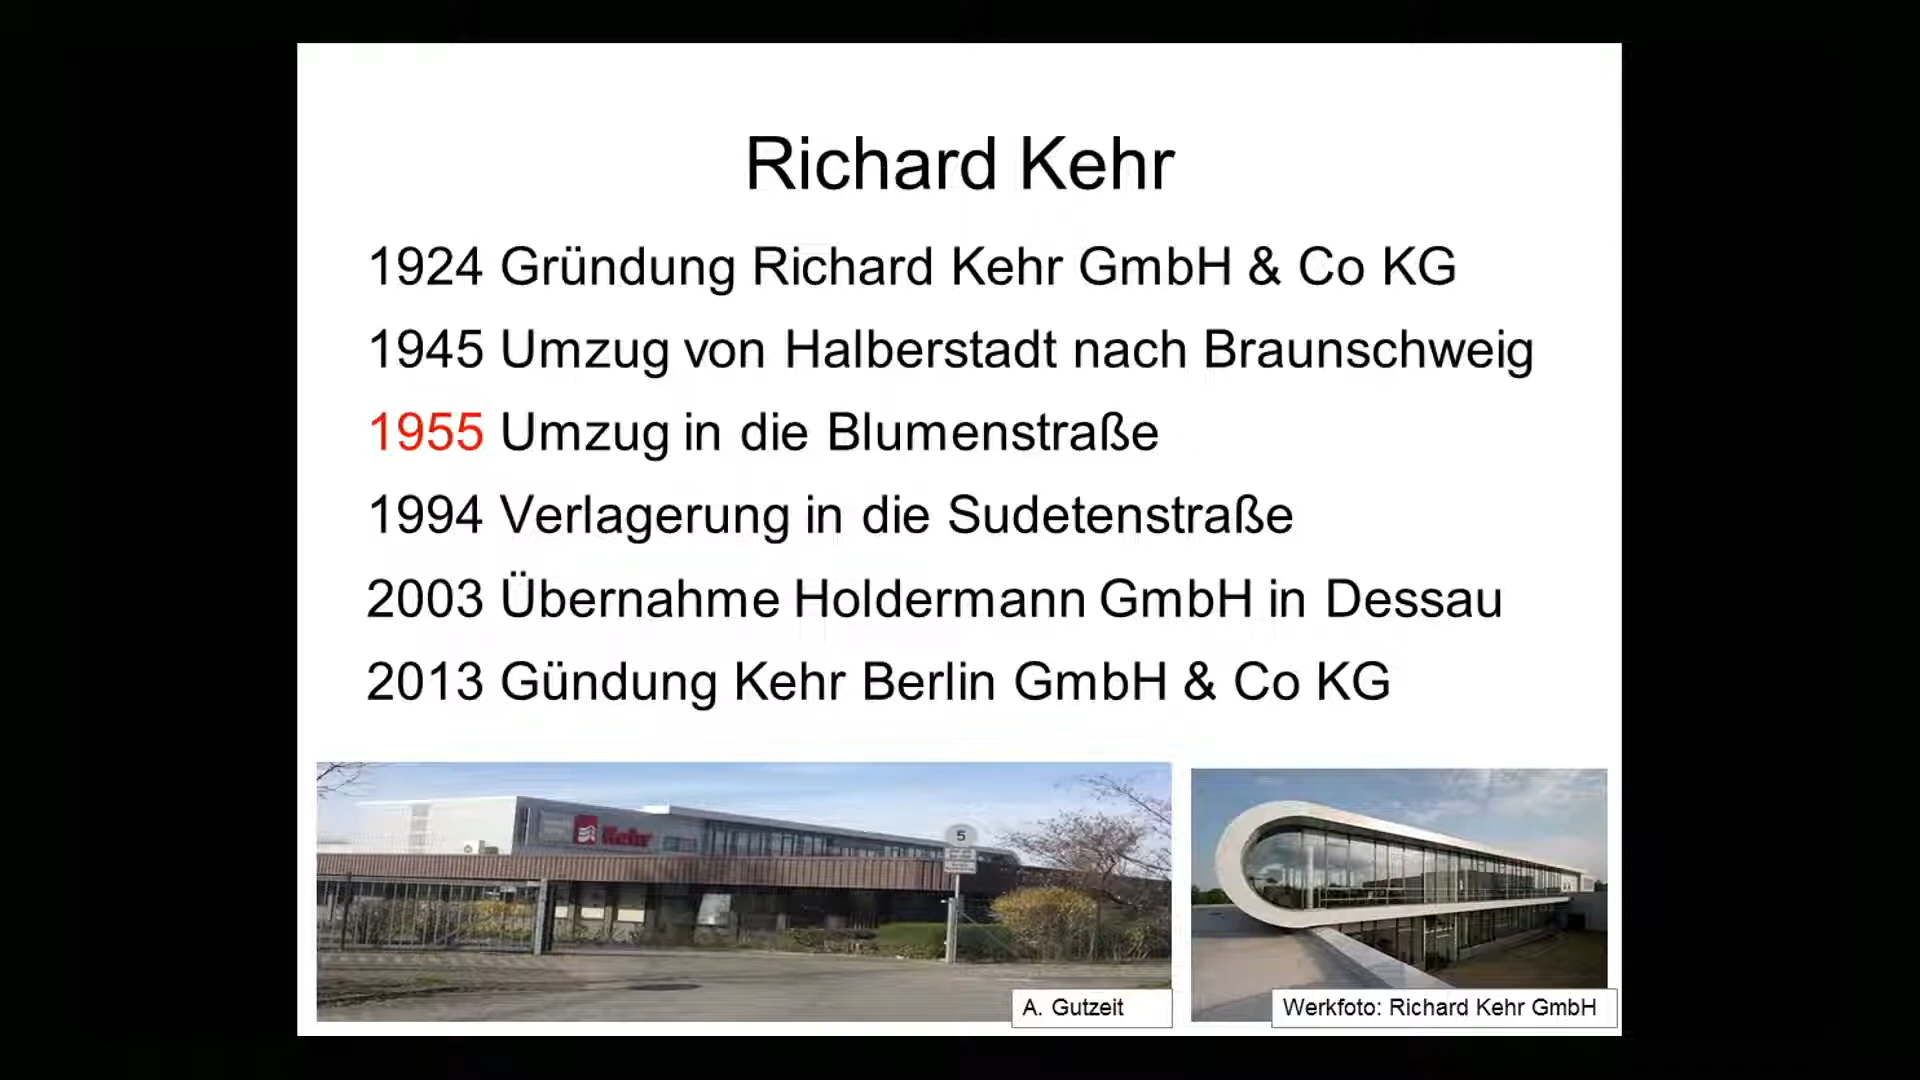 Richard Kehr
1924 Gründung Richard Kehr GmbH & Co KG
1945 Umzug von Halberstadt nach Braunschweig
1955 Umzug in die Blumenstraße
1994 Verlagerung in die Sudetenstraße
2003 Übernahme Holdermann GmbH in Dessau
2013 Gündung Kehr Berlin GmbH & Co KG
Kehr
5
A. Gutzeit
Werkfoto: Richard Kehr GmbH